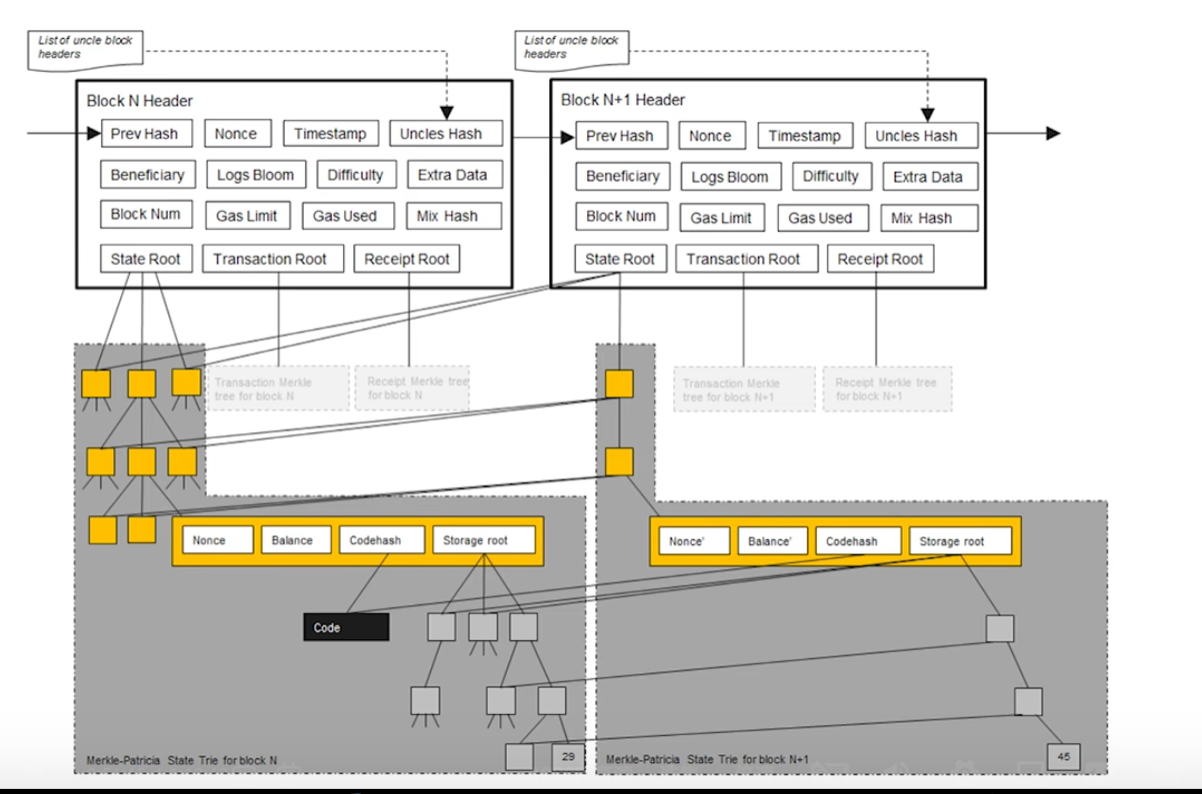 List of uncle block
headers
List of uncle block
headers
Block N Header
Prev Hash
Nonce
Timestamp
Uncles Hash
Beneficiary
Logs Bloom
Difficulty
Extra Data
Block Num
Gas Limit
Gas Used
Mix Hash
State Root
Transaction Root
Receipt Root
Block N+1 Header
Prev Hash
Nonce
Timestamp
Uncles Hash
Beneficiary
Logs Bloom
Difficulty
Extra Data
Block Num
Gas Limit
Gas Used
Mix Hash
State Root
Transaction Root
Receipt Root
Transaction Merkle
tree for block N
Receipt Merkle tree
for block N
Transaction Merkle
tree for block N+1
Receipt Merkle tree
for block N+1
Nonce
Balance
Codehash
Storage root
Nonce'
Balance'
Codehash
Storage root
Code
29
45
Merkle-Patricia State Trie for block N
Merkle-Patricia State Trie for block N+1